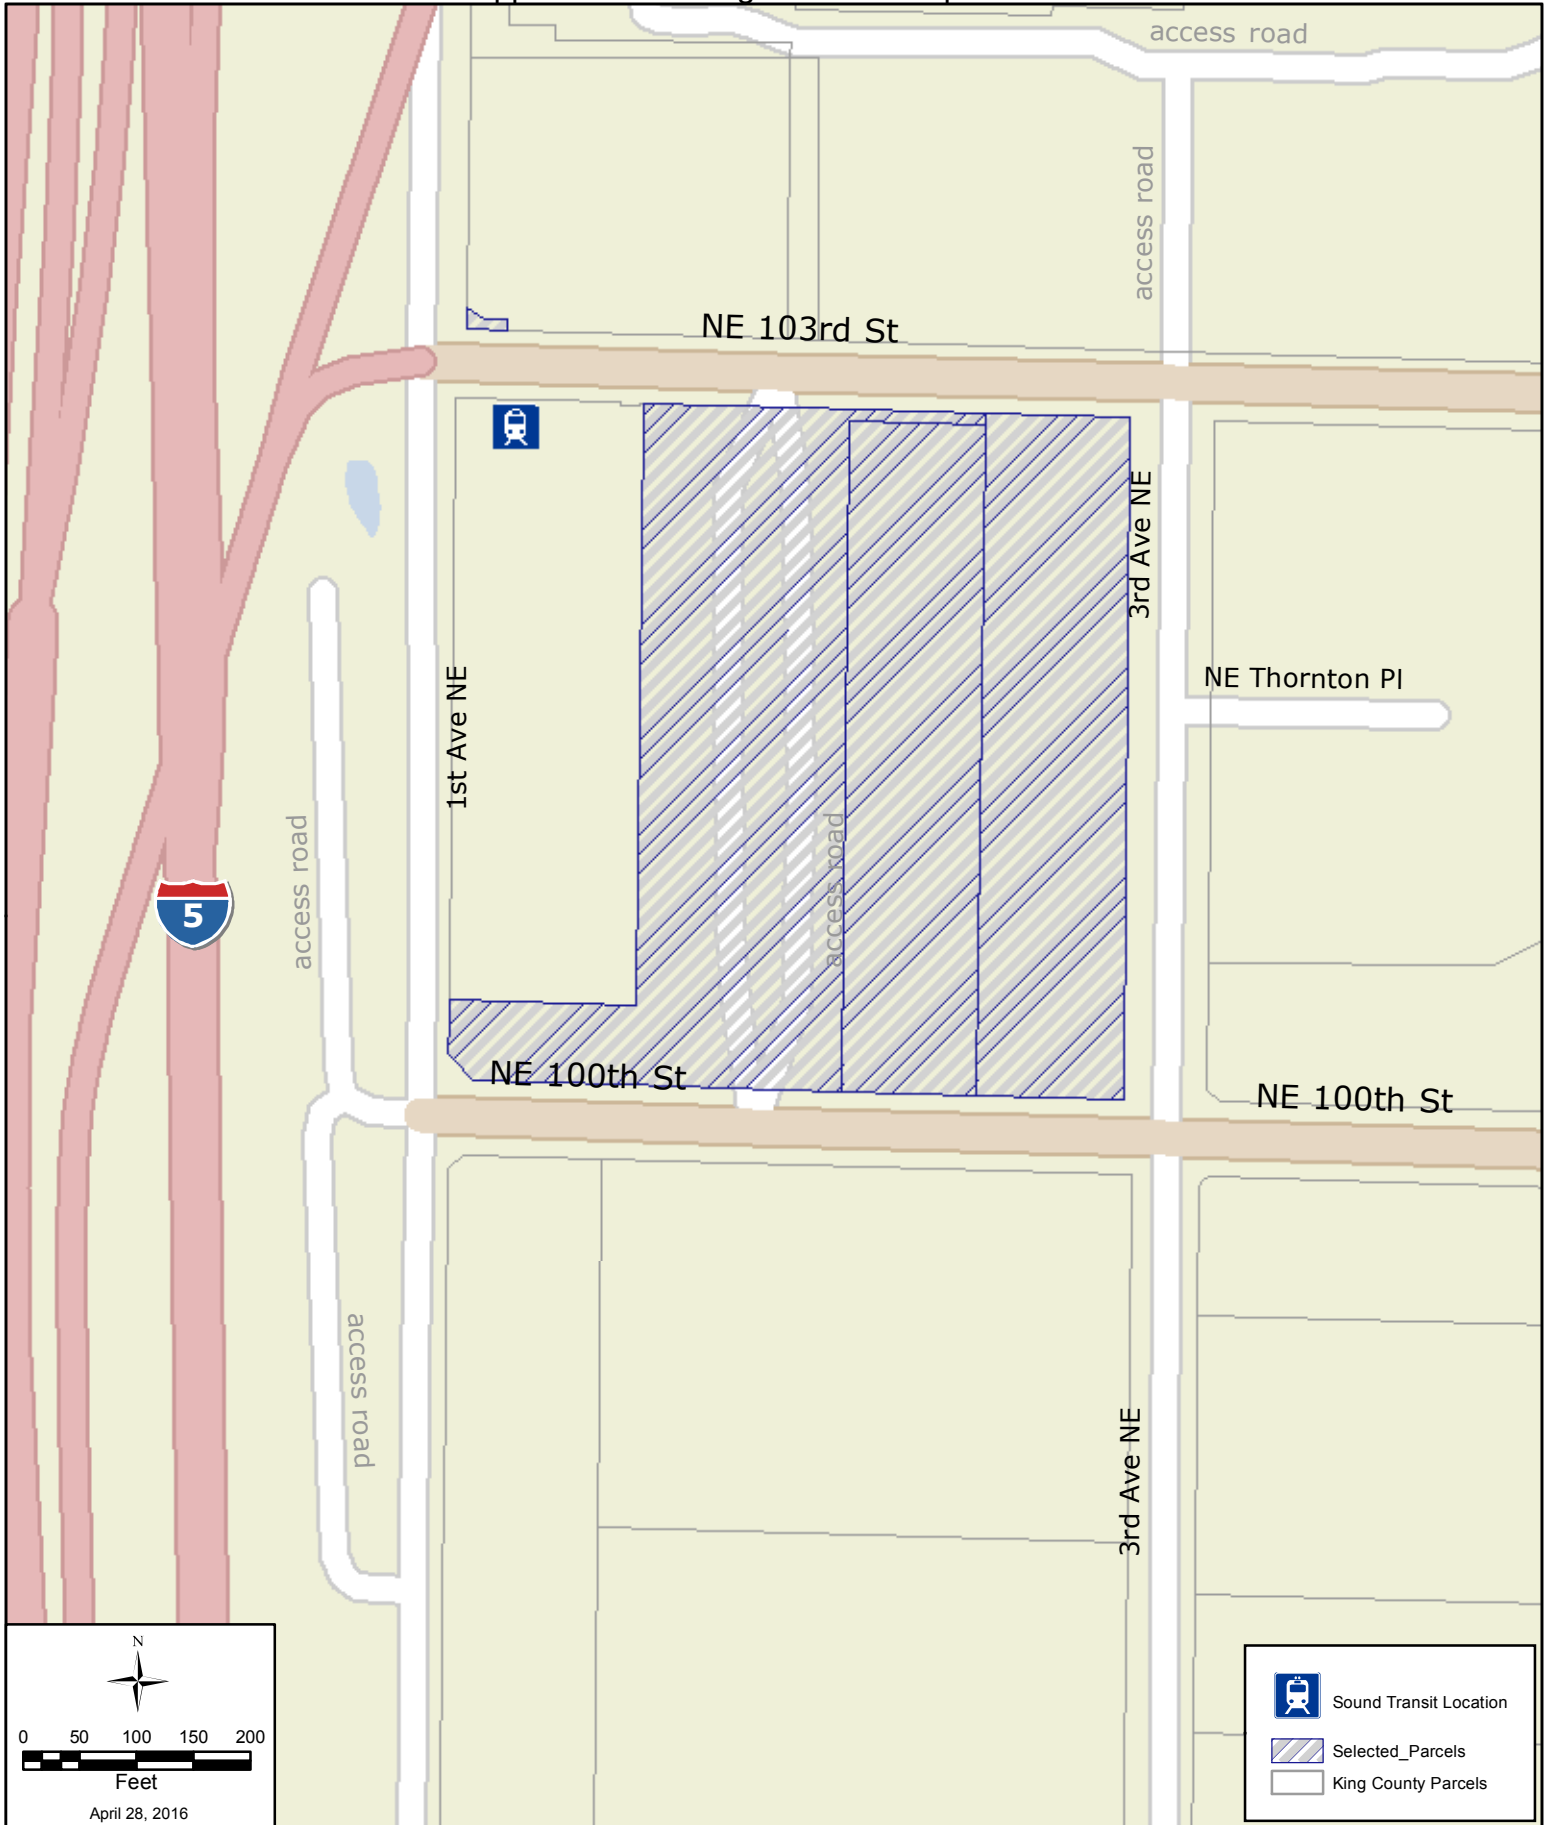 access road
access road
NE 103rd St
3rd Ave NE
1st Ave NE
NE Thornton Pl
access road
access road
5
NE 100th St
NE 100th St
access road
3rd Ave NE
N
0 50 100 150 200
Feet
April 28, 2016
Sound Transit Location
Selected_Parcels
King County Parcels